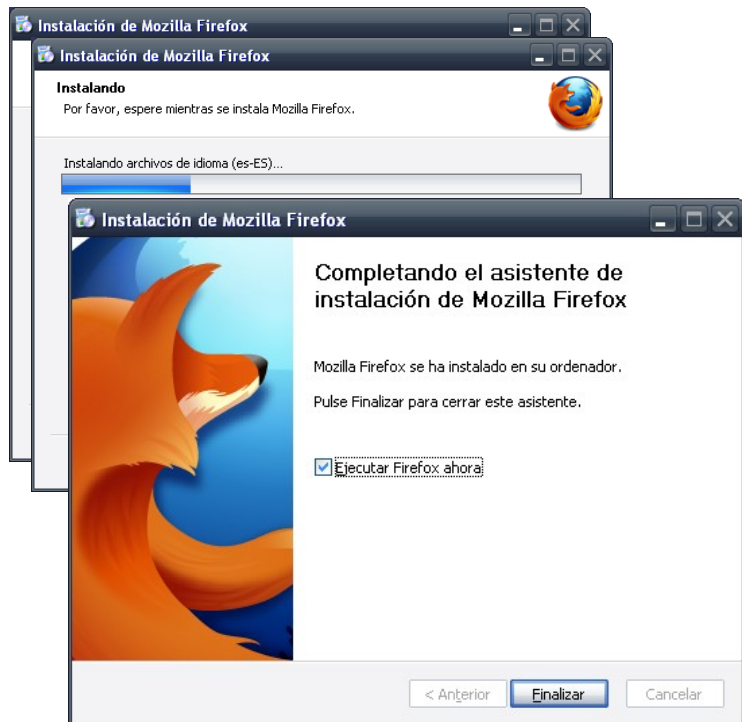 Instalación de Mozilla Firefox
Instalación de Mozilla Firefox
Instalando
Por favor, espere mientras se instala Mozilla Firefox.
Instalando archivos de idioma (es-ES)...
Instalación de Mozilla Firefox
Completando el asistente de
instalación de Mozilla Firefox
Mozilla Firefox se ha instalado en su ordenador.
Pulse Finalizar para cerrar este asistente.
Ejecutar Firefox ahora
< Anterior Finalizar Cancelar